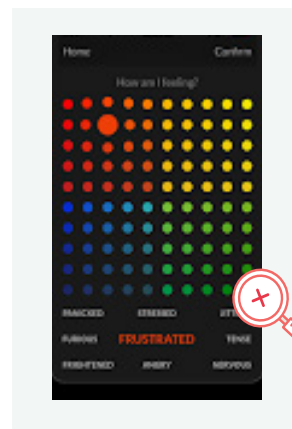 Home Confirm
How am I feeling?
PANICKED STRESSED
FURIOUS FRUSTRATED TENSE
FRIGHTENED ANGRY NERVOUS